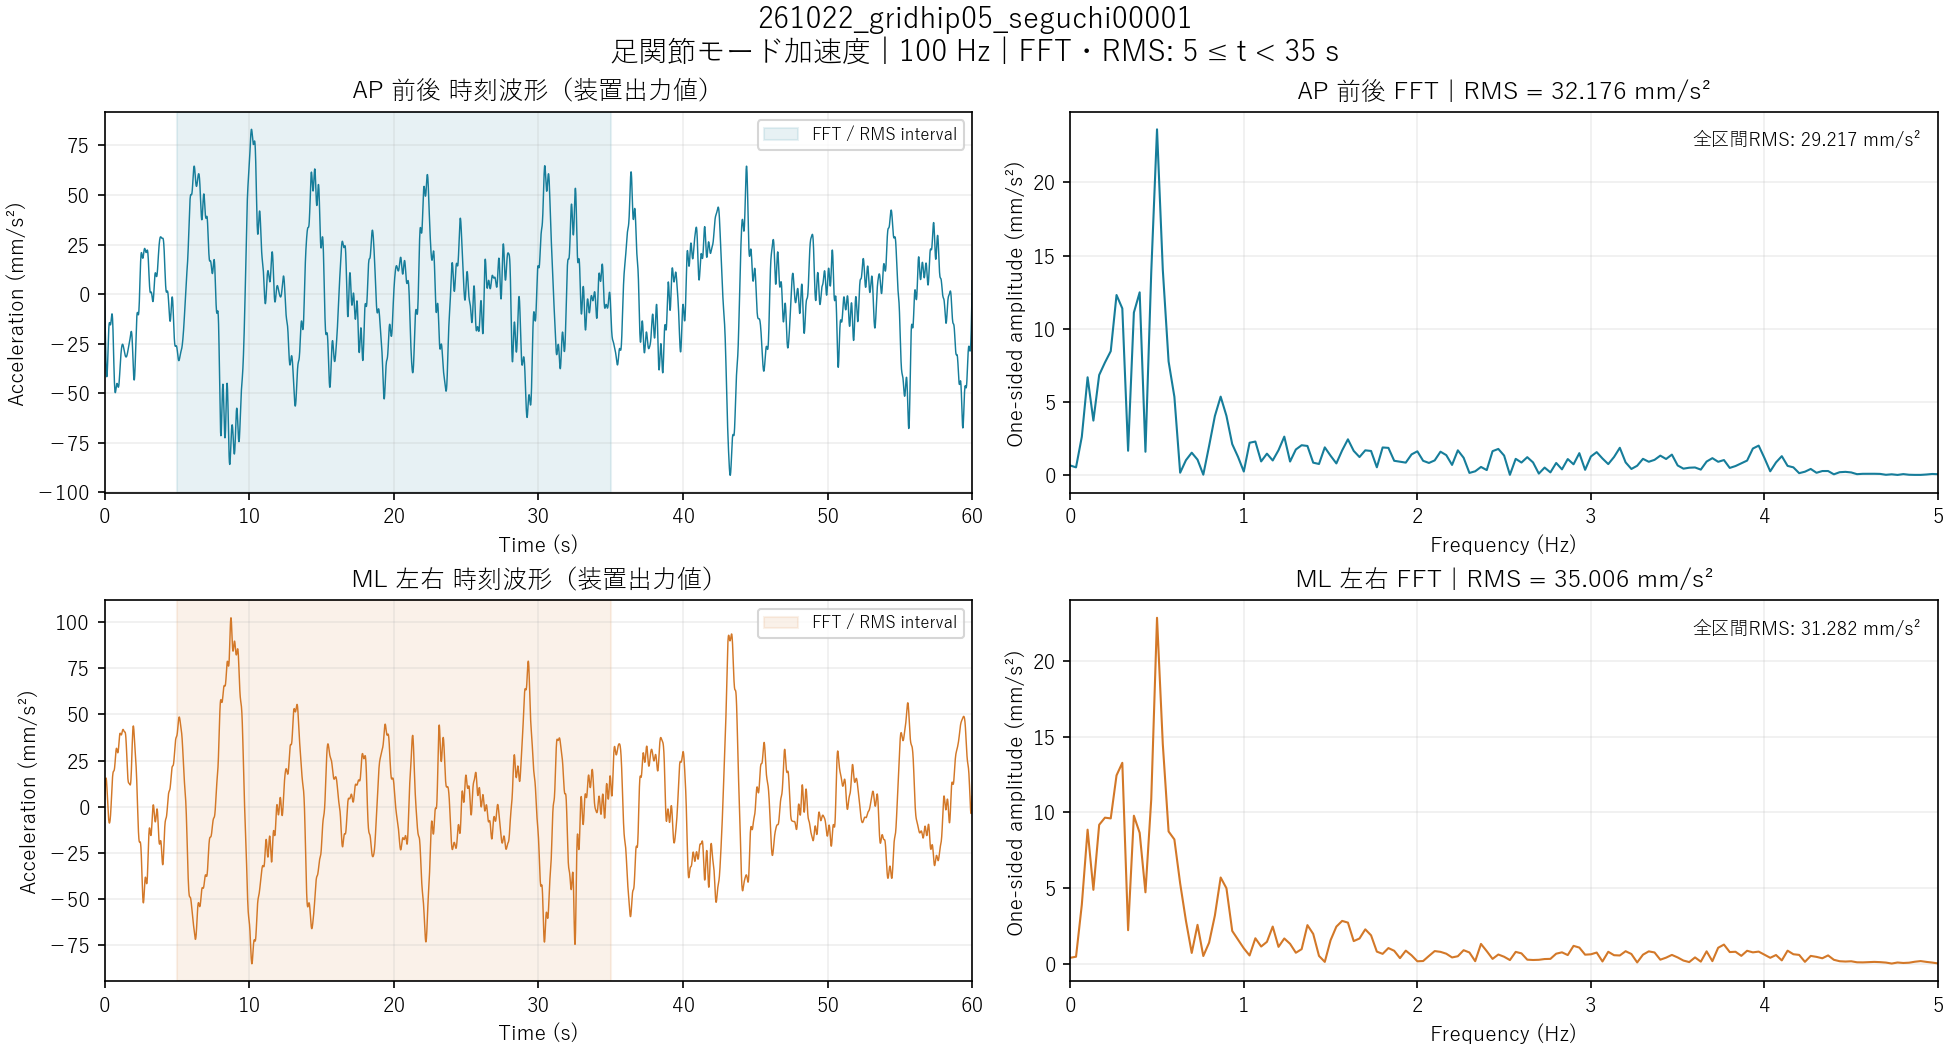 261022_gridhip05_seguchi00001
足関節モード加速度 | 100 Hz | FFT・RMS: 5 ≤ t < 35 s
AP 前後 時刻波形（装置出力値）
FFT / RMS interval
Acceleration (mm/s²)
75
50
25
0
−25
−50
−75
−100
0 10 20 30 40 50 60
Time (s)
AP 前後 FFT | RMS = 32.176 mm/s²
全区間RMS: 29.217 mm/s²
One-sided amplitude (mm/s²)
20
15
10
5
0
0 1 2 3 4 5
Frequency (Hz)
ML 左右 時刻波形（装置出力値）
FFT / RMS interval
Acceleration (mm/s²)
100
75
50
25
0
−25
−50
−75
0 10 20 30 40 50 60
Time (s)
ML 左右 FFT | RMS = 35.006 mm/s²
全区間RMS: 31.282 mm/s²
One-sided amplitude (mm/s²)
20
15
10
5
0
0 1 2 3 4 5
Frequency (Hz)